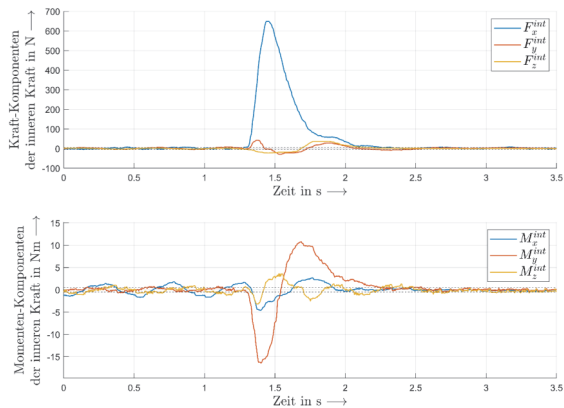 Kraft-Komponenten
der inneren Kraft in N ⟶
700
600
500
400
300
200
100
0
-100
F_x^{int}
F_y^{int}
F_z^{int}
0 0.5 1 1.5 2 2.5 3 3.5
Zeit in s ⟶
Momenten-Komponenten
der inneren Kraft in Nm ⟶
15
10
5
0
-5
-10
-15
M_x^{int}
M_y^{int}
M_z^{int}
0 0.5 1 1.5 2 2.5 3 3.5
Zeit in s ⟶